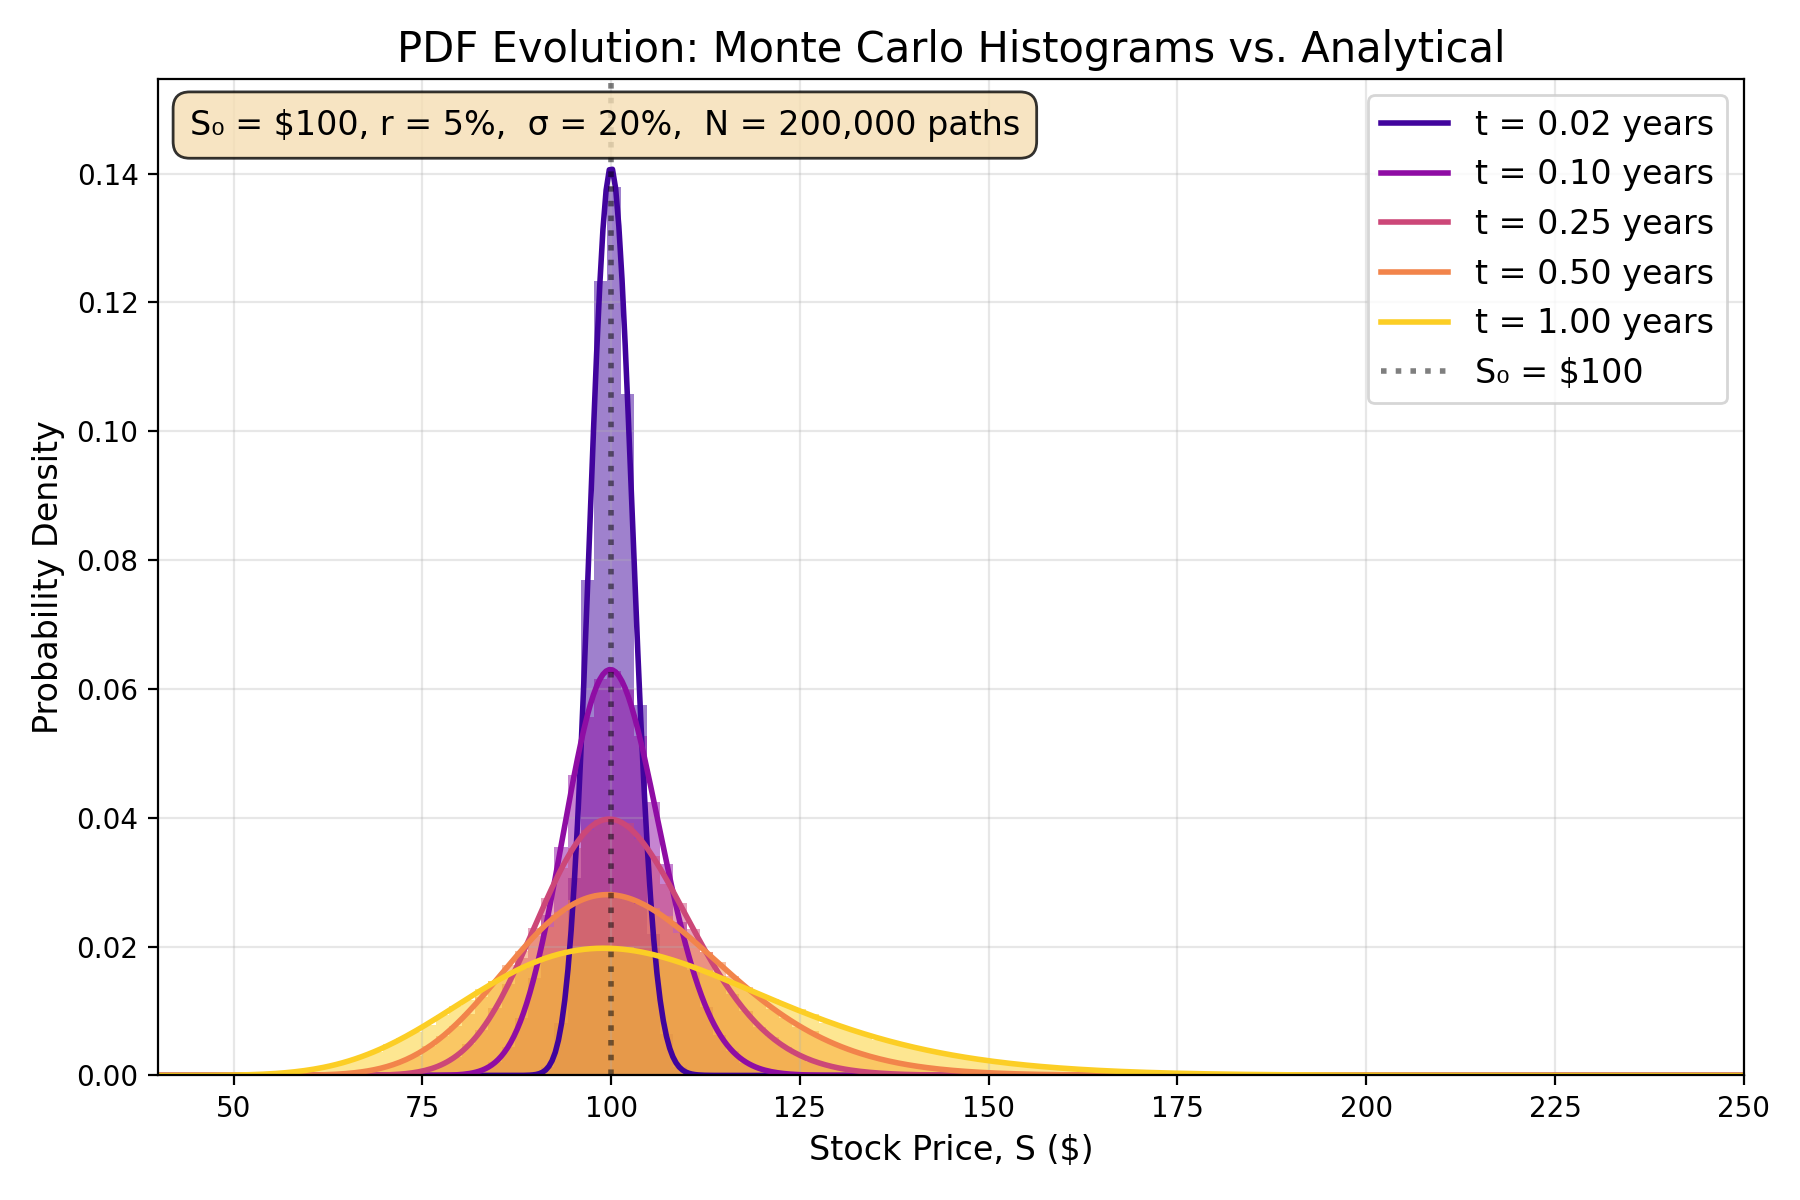 PDF Evolution: Monte Carlo Histograms vs. Analytical
S₀ = $100, r = 5%,  σ = 20%,  N = 200,000 paths
t = 0.02 years
t = 0.10 years
t = 0.25 years
t = 0.50 years
t = 1.00 years
S₀ = $100
Probability Density
0.14
0.12
0.10
0.08
0.06
0.04
0.02
0.00
50 75 100 125 150 175 200 225 250
Stock Price, S ($)